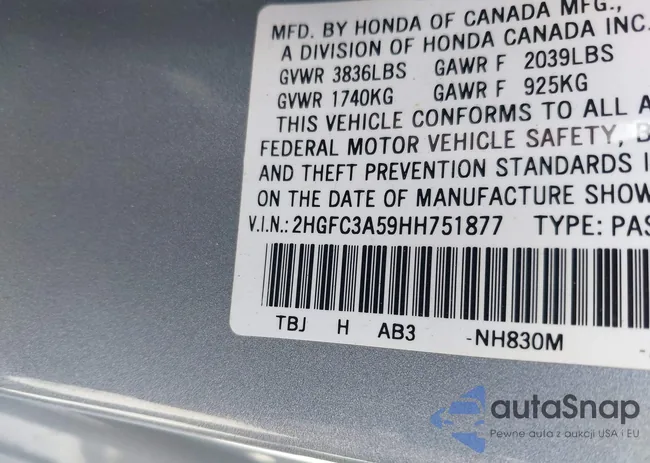 MFD. BY HONDA OF CANADA MFG.,
A DIVISION OF HONDA CANADA INC.
GVWR 3836LBS GAWR F 2039LBS
GVWR 1740KG GAWR F 925KG
THIS VEHICLE CONFORMS TO ALL A
FEDERAL MOTOR VEHICLE SAFETY, B
AND THEFT PREVENTION STANDARDS I
ON THE DATE OF MANUFACTURE SHOW
V.I.N.: 2HGFC3A59HH751877 TYPE: PAS
TBJ H AB3 -NH830M -
autaSnap
Pewne auta z aukcji USA i EU